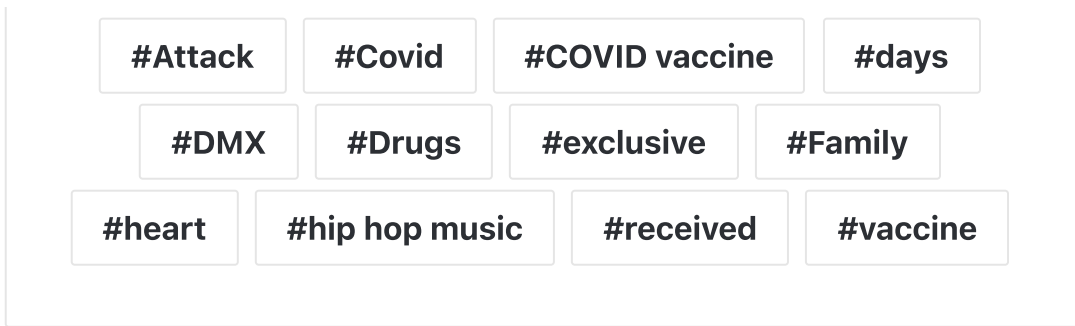 #Attack #Covid #COVID vaccine #days
#DMX #Drugs #exclusive #Family
#heart #hip hop music #received #vaccine